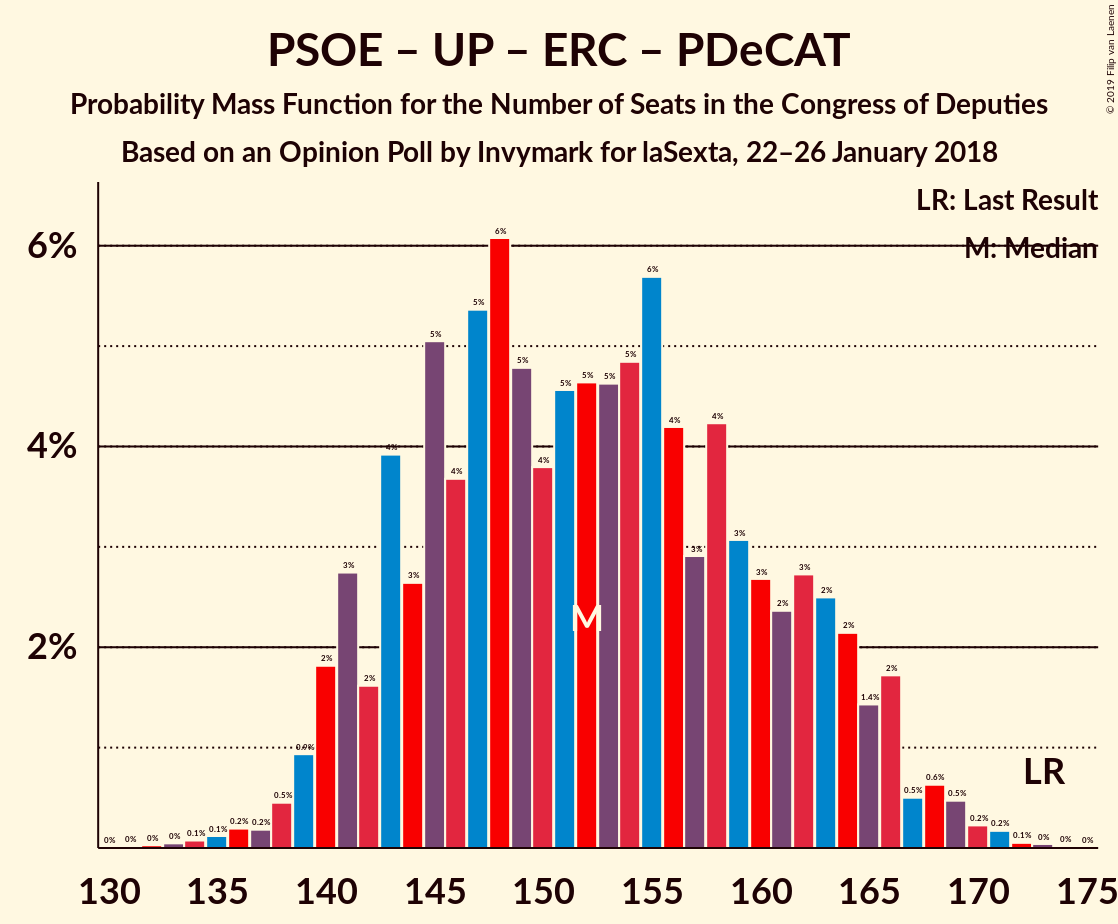 PSOE – UP – ERC – PDeCAT
Probability Mass Function for the Number of Seats in the Congress of Deputies
Based on an Opinion Poll by Invymark for laSexta, 22–26 January 2018
© 2019 Filip van Laenen
LR: Last Result
M: Median
6%
4%
2%
0% 0% 0% 0% 0.1% 0.1% 0.2% 0.2% 0.5% 0.9% 2% 3% 2% 4% 3% 5% 4% 5% 6% 5% 4% 5% 5% 5% 5% 6% 4% 3% 4% 3% 3% 2% 3% 2% 2% 1.4% 2% 0.5% 0.6% 0.5% 0.2% 0.2% 0.1% 0% 0% 0%
M
LR
130 135 140 145 150 155 160 165 170 175